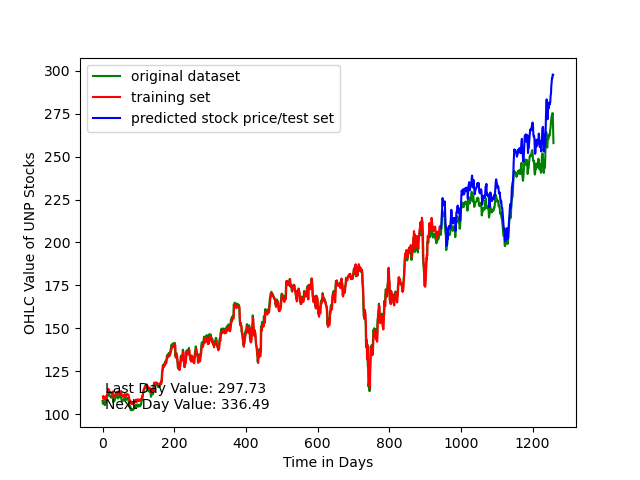 original dataset
training set
predicted stock price/test set
300
275
250
225
200
175
150
125
100
OHLC Value of UNP Stocks
Last Day Value: 297.73
Next Day Value: 336.49
0
200
400
600
800
1000
1200
Time in Days